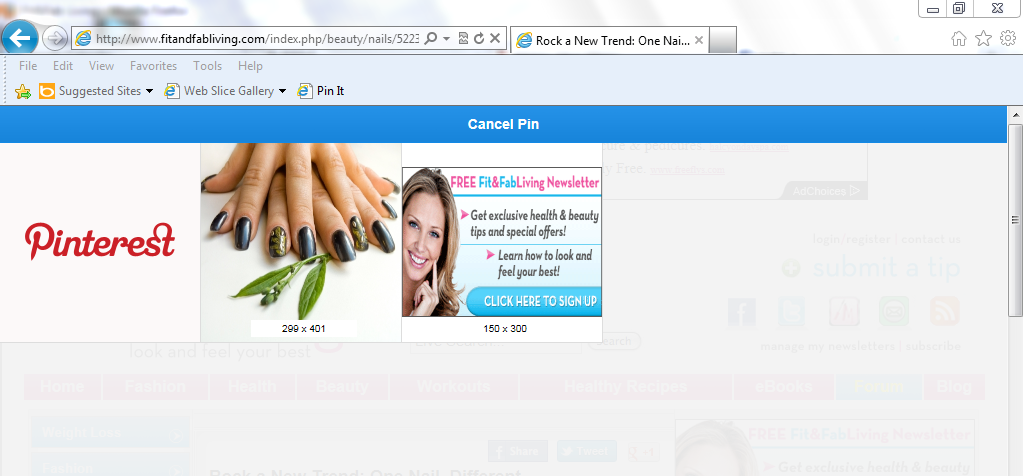 http://www.fitandfabliving.com/index.php/beauty/nails/5223
Rock a New Trend: One Nail...
File Edit View Favorites Tools Help
Suggested Sites Web Slice Gallery Pin It
Cancel Pin
Pinterest
299 x 401
FREE Fit&FabLiving Newsletter
Get exclusive health & beauty
tips and special offers!
Learn how to look and
feel your best!
CLICK HERE TO SIGN UP
150 x 300
& pedicures.
Free.
AdChoices
login/register | contact us
submit a tip
look and feel your best
Search
manage my newsletters | subscribe
Home Fashion Health Beauty Workouts Healthy Recipes eBooks Forum Blog
Weight Loss
Fashion
Share Tweet +1
FREE Fit&FabLiving Newsletter
Get exclusive health & beauty
Rock a New Trend: One Nail, Different